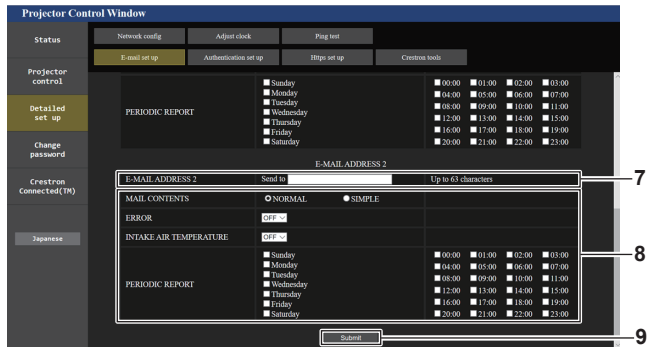 Projector Control Window
Status
Network config Adjust clock Ping test
E-mail set up Authentication set up Https set up Crestron tools
Projector
control
Detailed
set up
Change
password
Crestron
Connected(TM)
Japanese
PERIODIC REPORT
Sunday
Monday
Tuesday
Wednesday
Thursday
Friday
Saturday
00:00 01:00 02:00 03:00
04:00 05:00 06:00 07:00
08:00 09:00 10:00 11:00
12:00 13:00 14:00 15:00
16:00 17:00 18:00 19:00
20:00 21:00 22:00 23:00
E-MAIL ADDRESS 2
E-MAIL ADDRESS 2 Send to Up to 63 characters
7
MAIL CONTENTS NORMAL SIMPLE
ERROR OFF
INTAKE AIR TEMPERATURE OFF
8
PERIODIC REPORT
Sunday
Monday
Tuesday
Wednesday
Thursday
Friday
Saturday
00:00 01:00 02:00 03:00
04:00 05:00 06:00 07:00
08:00 09:00 10:00 11:00
12:00 13:00 14:00 15:00
16:00 17:00 18:00 19:00
20:00 21:00 22:00 23:00
Submit
9